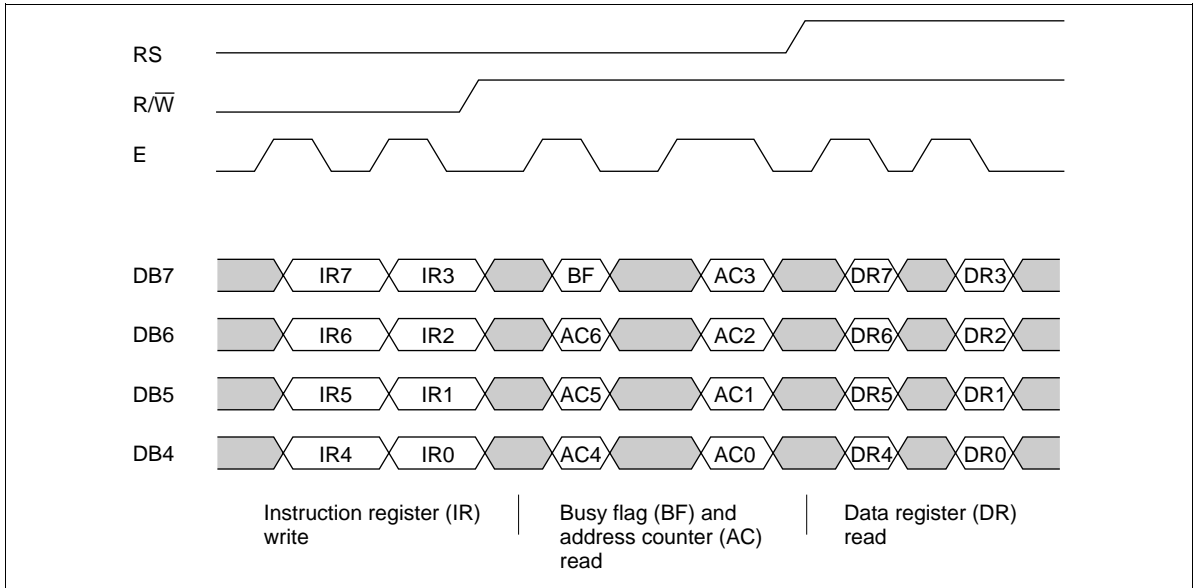 RS
R/W̅
E
DB7 IR7 IR3 BF AC3 DR7 DR3
DB6 IR6 IR2 AC6 AC2 DR6 DR2
DB5 IR5 IR1 AC5 AC1 DR5 DR1
DB4 IR4 IR0 AC4 AC0 DR4 DR0
Instruction register (IR)
write
Busy flag (BF) and
address counter (AC)
read
Data register (DR)
read